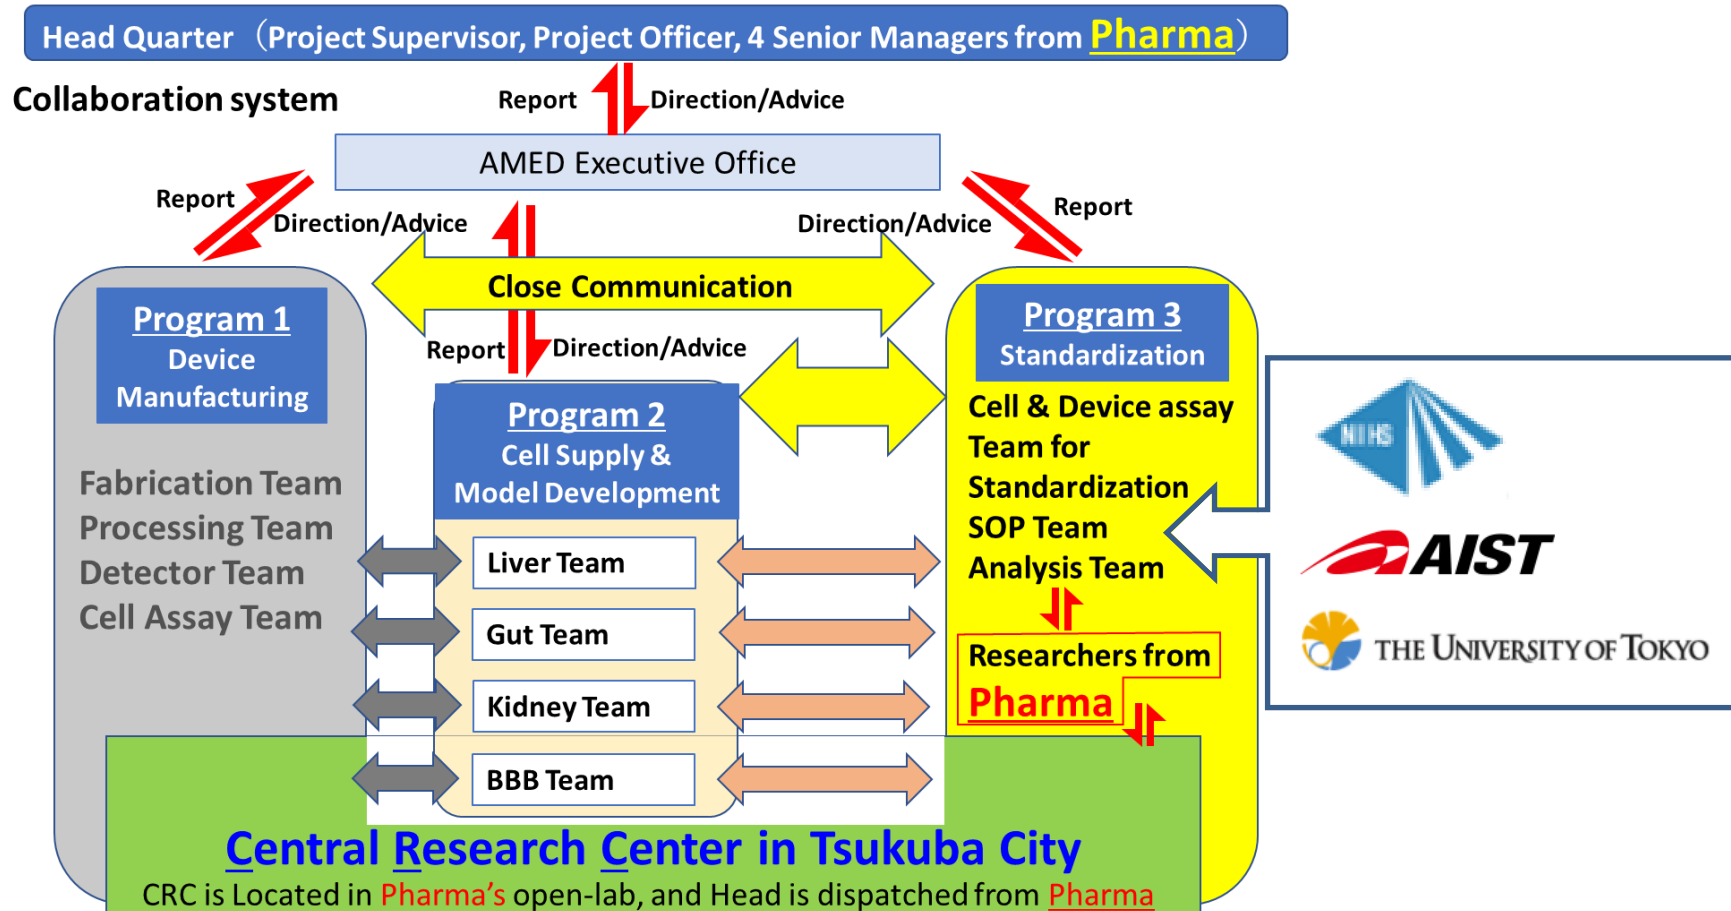 Head Quarter（Project Supervisor, Project Officer, 4 Senior Managers from Pharma）
Collaboration system
Report
Direction/Advice
AMED Executive Office
Report
Direction/Advice
Direction/Advice
Report
Close Communication
Report
Direction/Advice
Program 1
Device
Manufacturing
Fabrication Team
Processing Team
Detector Team
Cell Assay Team
Program 2
Cell Supply &
Model Development
Liver Team
Gut Team
Kidney Team
BBB Team
Program 3
Standardization
Cell & Device assay
Team for
Standardization
SOP Team
Analysis Team
Researchers from
Pharma
NIHS
AIST
THE UNIVERSITY OF TOKYO
Central Research Center in Tsukuba City
CRC is Located in Pharma's open-lab, and Head is dispatched from Pharma